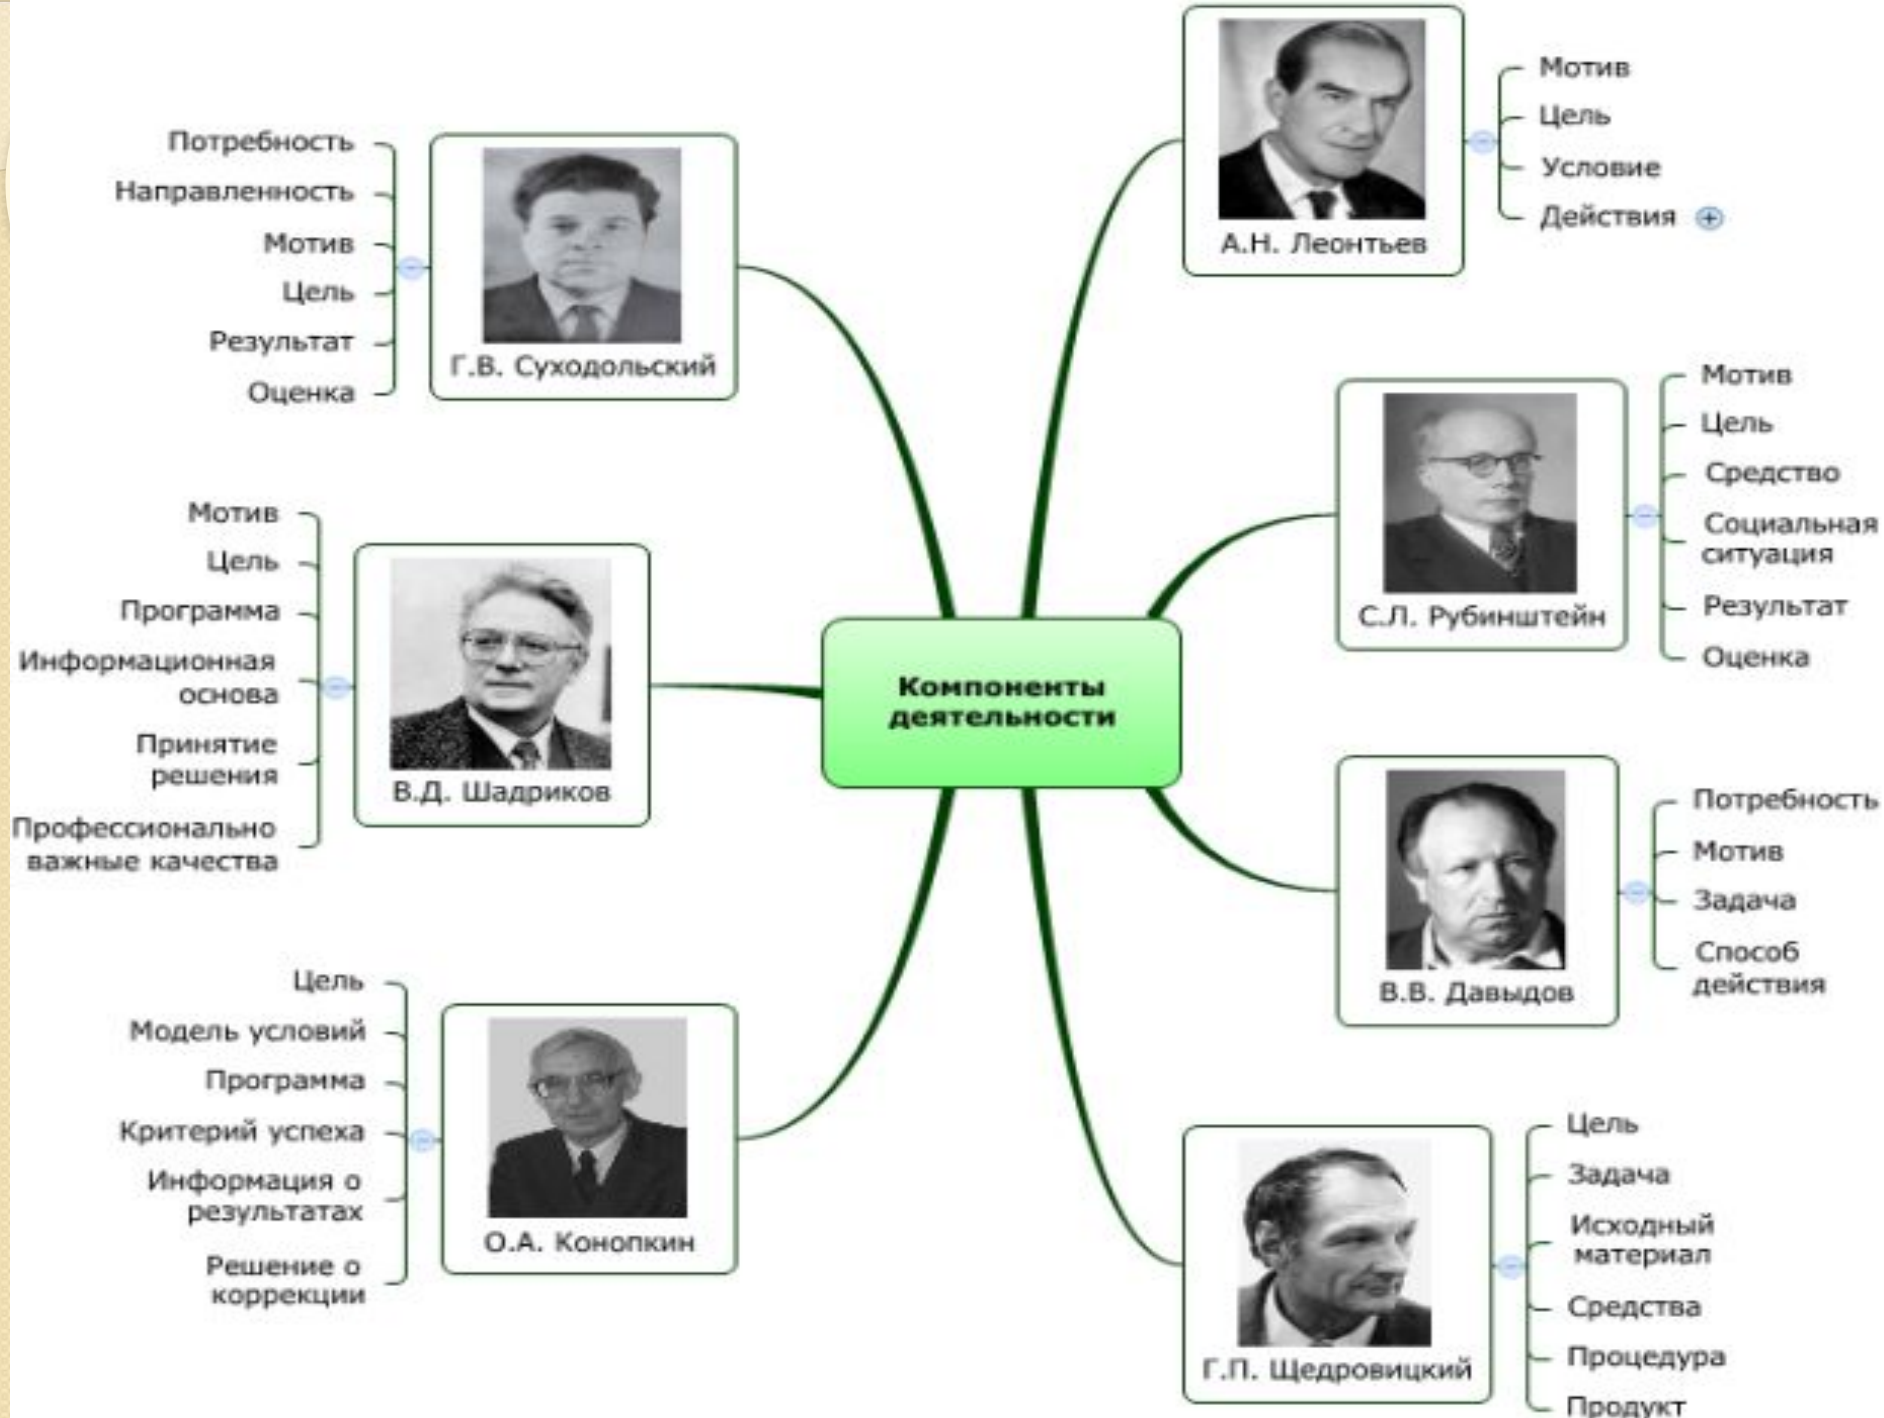 Компоненты
деятельности
А.Н. Леонтьев
Мотив
Цель
Условие
Действия
С.Л. Рубинштейн
Мотив
Цель
Средство
Социальная
ситуация
Результат
Оценка
В.В. Давыдов
Потребность
Мотив
Задача
Способ
действия
Г.П. Щедровицкий
Цель
Задача
Исходный
материал
Средства
Процедура
Продукт
Г.В. Суходольский
Потребность
Направленность
Мотив
Цель
Результат
Оценка
В.Д. Шадриков
Мотив
Цель
Программа
Информационная
основа
Принятие
решения
Профессионально
важные качества
О.А. Конопкин
Цель
Модель условий
Программа
Критерий успеха
Информация о
результатах
Решение о
коррекции